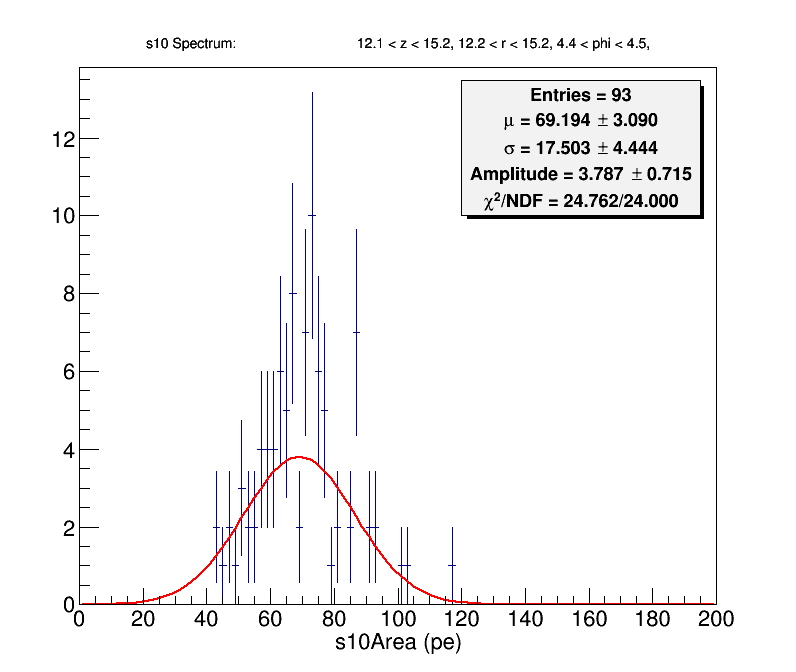 s10 Spectrum: 12.1 < z < 15.2, 12.2 < r < 15.2, 4.4 < phi < 4.5,
Entries = 93
μ = 69.194 ± 3.090
σ = 17.503 ± 4.444
Amplitude = 3.787 ± 0.715
χ²/NDF = 24.762/24.000
12
10
8
6
4
2
0
0 20 40 60 80 100 120 140 160 180 200
s10Area (pe)